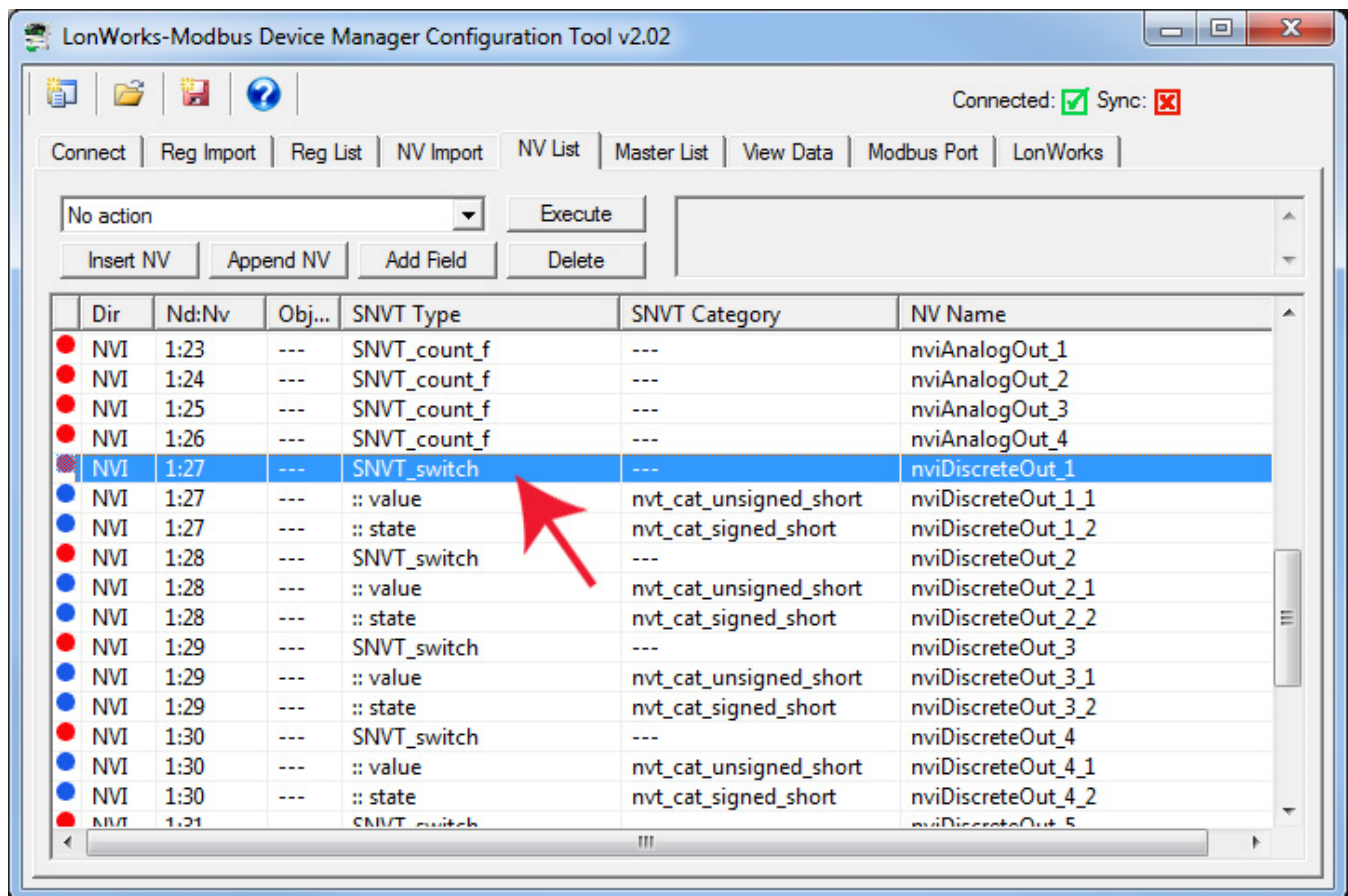 LonWorks-Modbus Device Manager Configuration Tool v2.02
Connected: Sync:
Connect Reg Import Reg List NV Import NV List Master List View Data Modbus Port LonWorks
No action Execute
Insert NV Append NV Add Field Delete
Dir Nd:Nv Obj... SNVT Type SNVT Category NV Name
NVI 1:23 --- SNVT_count_f --- nviAnalogOut_1
NVI 1:24 --- SNVT_count_f --- nviAnalogOut_2
NVI 1:25 --- SNVT_count_f --- nviAnalogOut_3
NVI 1:26 --- SNVT_count_f --- nviAnalogOut_4
NVI 1:27 --- SNVT_switch --- nviDiscreteOut_1
NVI 1:27 --- :: value nvt_cat_unsigned_short nviDiscreteOut_1_1
NVI 1:27 --- :: state nvt_cat_signed_short nviDiscreteOut_1_2
NVI 1:28 --- SNVT_switch --- nviDiscreteOut_2
NVI 1:28 --- :: value nvt_cat_unsigned_short nviDiscreteOut_2_1
NVI 1:28 --- :: state nvt_cat_signed_short nviDiscreteOut_2_2
NVI 1:29 --- SNVT_switch --- nviDiscreteOut_3
NVI 1:29 --- :: value nvt_cat_unsigned_short nviDiscreteOut_3_1
NVI 1:29 --- :: state nvt_cat_signed_short nviDiscreteOut_3_2
NVI 1:30 --- SNVT_switch --- nviDiscreteOut_4
NVI 1:30 --- :: value nvt_cat_unsigned_short nviDiscreteOut_4_1
NVI 1:30 --- :: state nvt_cat_signed_short nviDiscreteOut_4_2
NVI 1:31 SNVT_switch nviDiscreteOut_5